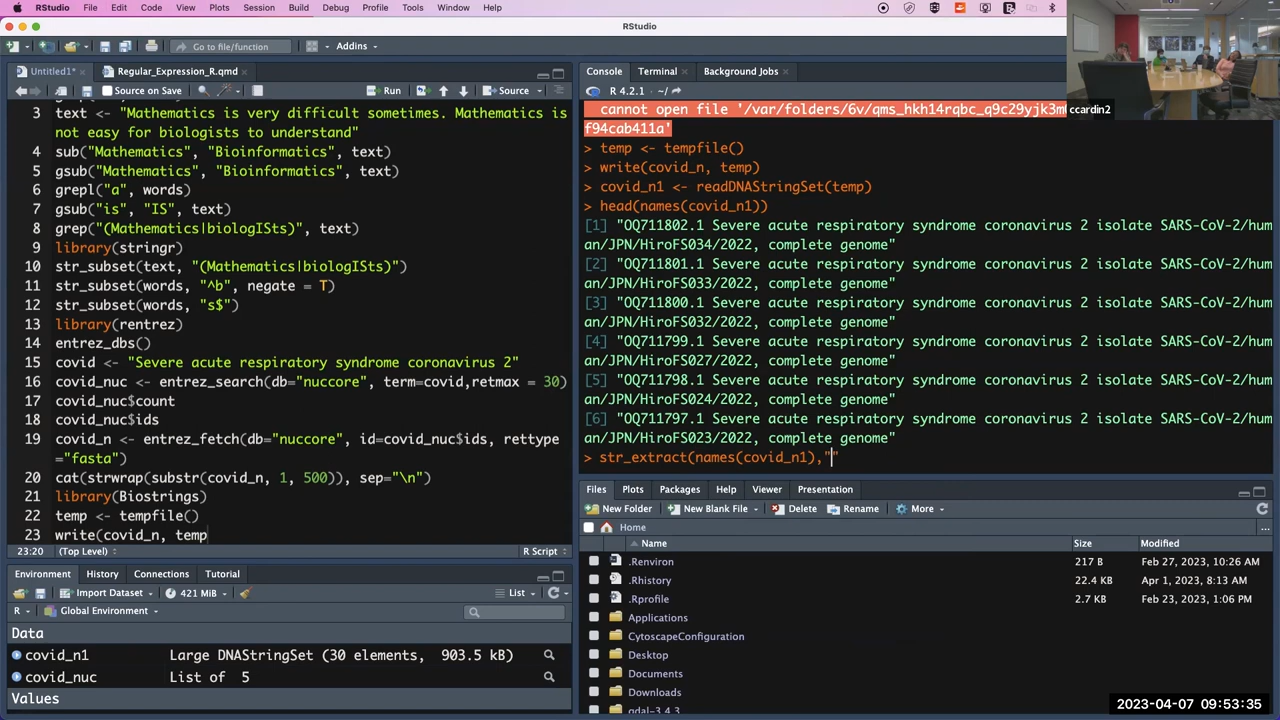 RStudio File Edit Code View Plots Session Build Debug Profile Tools Window Help
RStudio
Go to file/function Addins
Untitled1* Regular_Expression_R.qmd
Source on Save Run Source
3 text <- "Mathematics is very difficult sometimes. Mathematics is
not easy for biologists to understand"
4 sub("Mathematics", "Bioinformatics", text)
5 gsub("Mathematics", "Bioinformatics", text)
6 grepl("a", words)
7 gsub("is", "IS", text)
8 grep("(Mathematics|biologISts)", text)
9 library(stringr)
10 str_subset(text, "(Mathematics|biologISts)")
11 str_subset(words, "^b", negate = T)
12 str_subset(words, "s$")
13 library(rentrez)
14 entrez_dbs()
15 covid <- "Severe acute respiratory syndrome coronavirus 2"
16 covid_nuc <- entrez_search(db="nuccore", term=covid,retmax = 30)
17 covid_nuc$count
18 covid_nuc$ids
19 covid_n <- entrez_fetch(db="nuccore", id=covid_nuc$ids, rettype
="fasta")
20 cat(strwrap(substr(covid_n, 1, 500)), sep="\n")
21 library(Biostrings)
22 temp <- tempfile()
23 write(covid_n, temp
23:20 (Top Level) R Script
Environment History Connections Tutorial
Import Dataset 421 MiB List
R Global Environment
Data
covid_n1 Large DNAStringSet (30 elements, 903.5 kB)
covid_nuc List of 5
Values
Console Terminal Background Jobs
R 4.2.1 · ~/
cannot open file '/var/folders/6v/qms_hkh14rqbc_q9c29yjk3m
f94cab411a'
> temp <- tempfile()
> write(covid_n, temp)
> covid_n1 <- readDNAStringSet(temp)
> head(names(covid_n1))
[1] "OQ711802.1 Severe acute respiratory syndrome coronavirus 2 isolate SARS-CoV-2/hum
an/JPN/HiroFS034/2022, complete genome"
[2] "OQ711801.1 Severe acute respiratory syndrome coronavirus 2 isolate SARS-CoV-2/hum
an/JPN/HiroFS033/2022, complete genome"
[3] "OQ711800.1 Severe acute respiratory syndrome coronavirus 2 isolate SARS-CoV-2/hum
an/JPN/HiroFS032/2022, complete genome"
[4] "OQ711799.1 Severe acute respiratory syndrome coronavirus 2 isolate SARS-CoV-2/hum
an/JPN/HiroFS027/2022, complete genome"
[5] "OQ711798.1 Severe acute respiratory syndrome coronavirus 2 isolate SARS-CoV-2/hum
an/JPN/HiroFS024/2022, complete genome"
[6] "OQ711797.1 Severe acute respiratory syndrome coronavirus 2 isolate SARS-CoV-2/hum
an/JPN/HiroFS023/2022, complete genome"
> str_extract(names(covid_n1),""
ccardin2
Files Plots Packages Help Viewer Presentation
New Folder New Blank File Delete Rename More
Home
Name Size Modified
.Renviron 217 B Feb 27, 2023, 10:26 AM
.Rhistory 22.4 KB Apr 1, 2023, 8:13 AM
.Rprofile 2.7 KB Feb 23, 2023, 1:06 PM
Applications
CytoscapeConfiguration
Desktop
Documents
Downloads
gdal-3.4.3
2023-04-07 09:53:35